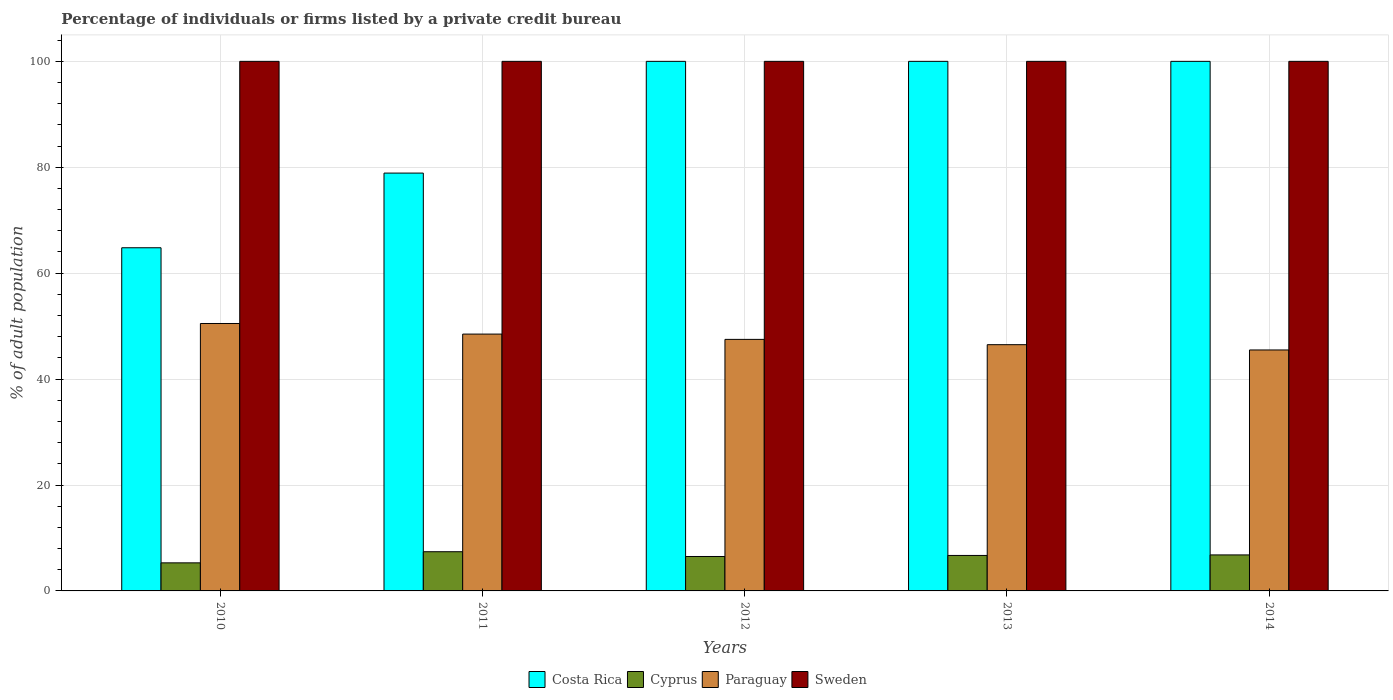 Percentage of individuals or firms listed by a private credit bureau
% of adult population
100
80
60
40
20
0
2010
2011
2012
2013
2014
Years
Costa Rica
Cyprus
Paraguay
Sweden